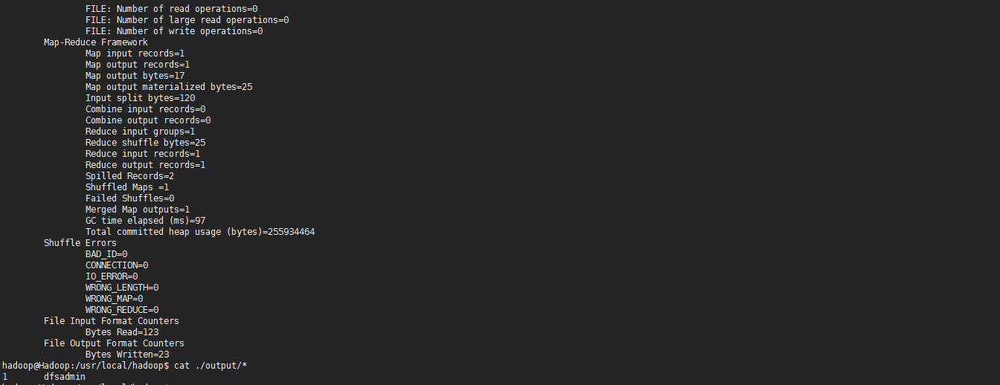 FILE: Number of read operations=0
FILE: Number of large read operations=0
FILE: Number of write operations=0
Map-Reduce Framework
Map input records=1
Map output records=1
Map output bytes=17
Map output materialized bytes=25
Input split bytes=120
Combine input records=0
Combine output records=0
Reduce input groups=1
Reduce shuffle bytes=25
Reduce input records=1
Reduce output records=1
Spilled Records=2
Shuffled Maps =1
Failed Shuffles=0
Merged Map outputs=1
GC time elapsed (ms)=97
Total committed heap usage (bytes)=255934464
Shuffle Errors
BAD_ID=0
CONNECTION=0
IO_ERROR=0
WRONG_LENGTH=0
WRONG_MAP=0
WRONG_REDUCE=0
File Input Format Counters
Bytes Read=123
File Output Format Counters
Bytes Written=23
hadoop@Hadoop:/usr/local/hadoop$ cat ./output/*
1 dfsadmin